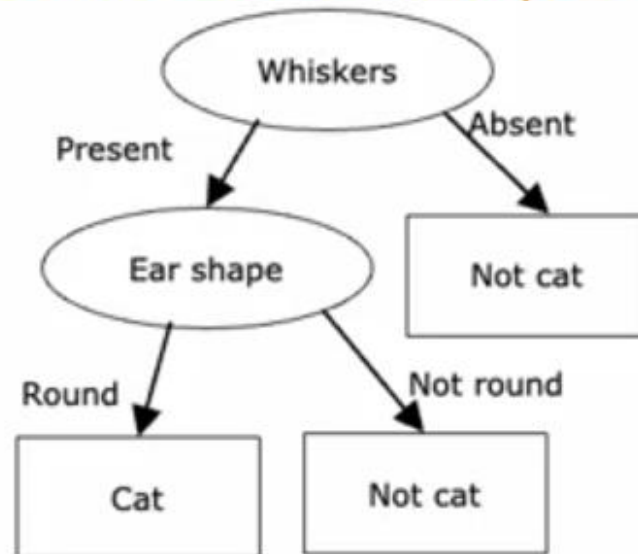 Whiskers
Present
Absent
Ear shape
Not cat
Round
Not round
Cat
Not cat